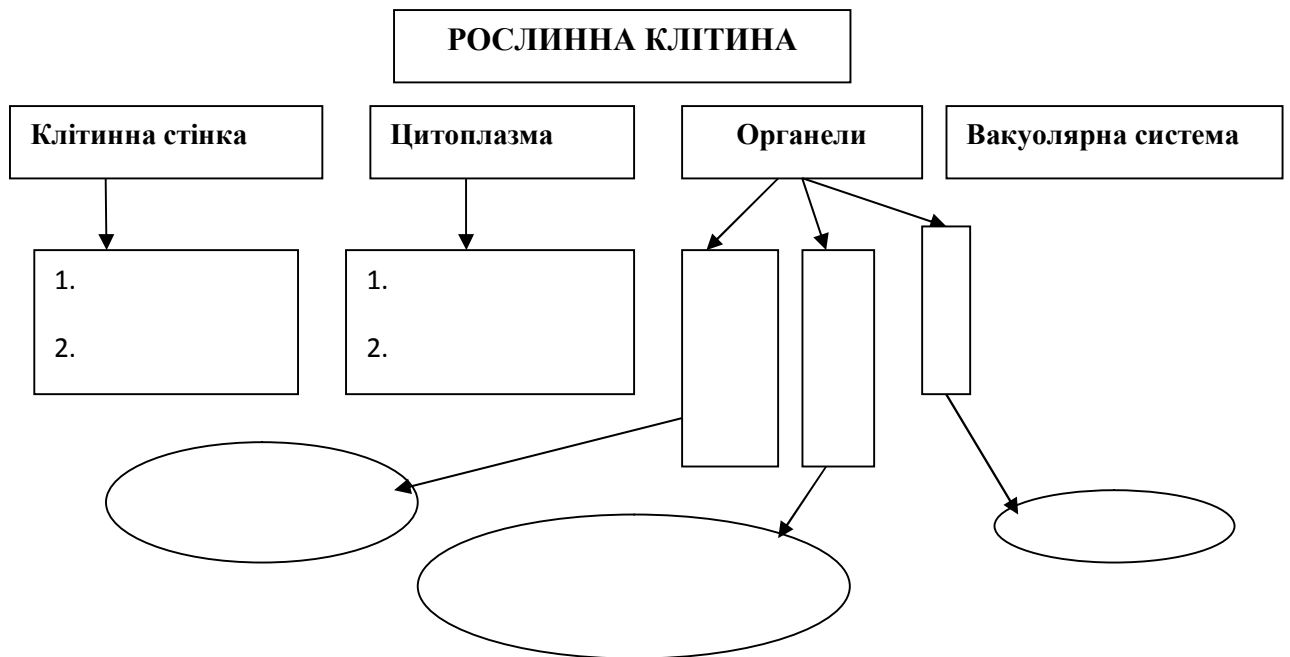 РОСЛИННА КЛІТИНА
Клітинна стінка
Цитоплазма
Органели
Вакуолярна система
1.
2.
1.
2.